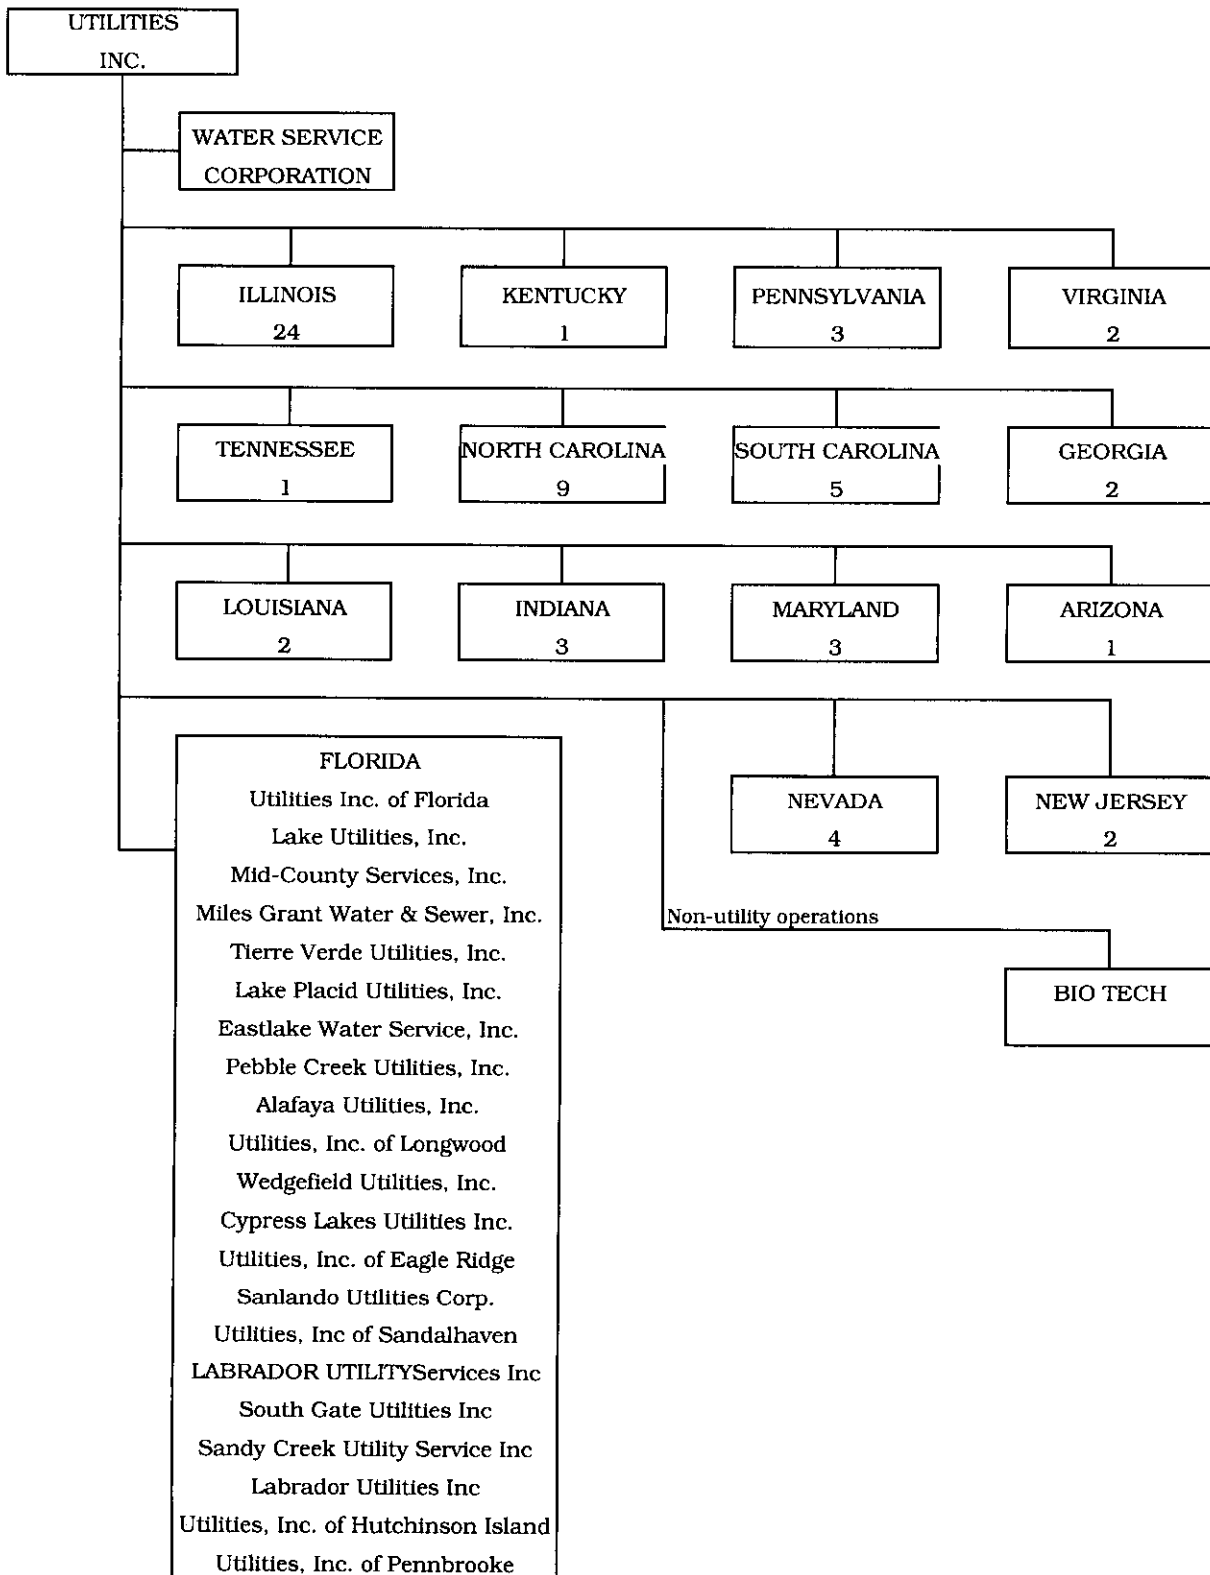 UTILITIES
INC.
WATER SERVICE
CORPORATION
ILLINOIS
24
KENTUCKY
1
PENNSYLVANIA
3
VIRGINIA
2
TENNESSEE
1
NORTH CAROLINA
9
SOUTH CAROLINA
5
GEORGIA
2
LOUISIANA
2
INDIANA
3
MARYLAND
3
ARIZONA
1
FLORIDA
Utilities Inc. of Florida
Lake Utilities, Inc.
Mid-County Services, Inc.
Miles Grant Water & Sewer, Inc.
Tierre Verde Utilities, Inc.
Lake Placid Utilities, Inc.
Eastlake Water Service, Inc.
Pebble Creek Utilities, Inc.
Alafaya Utilities, Inc.
Utilities, Inc. of Longwood
Wedgefield Utilities, Inc.
Cypress Lakes Utilities Inc.
Utilities, Inc. of Eagle Ridge
Sanlando Utilities Corp.
Utilities, Inc of Sandalhaven
LABRADOR UTILITYServices Inc
South Gate Utilities Inc
Sandy Creek Utility Service Inc
Labrador Utilities Inc
Utilities, Inc. of Hutchinson Island
Utilities, Inc. of Pennbrooke
NEVADA
4
NEW JERSEY
2
Non-utility operations
BIO TECH